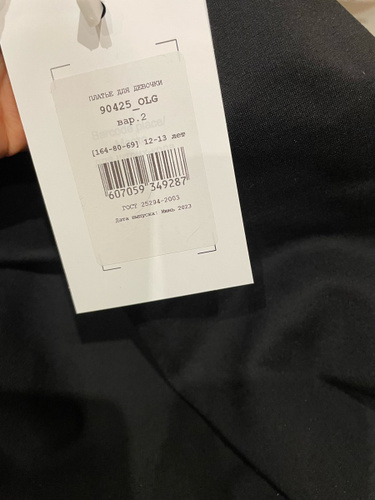 ПЛАТЬЕ ДЛЯ ДЕВОЧКИ
90425_OLG
вар.2
[164-80-69] 12-13 лет
607059 349287
ГОСТ 25294-2003
Дата выпуска: Июнь 2023